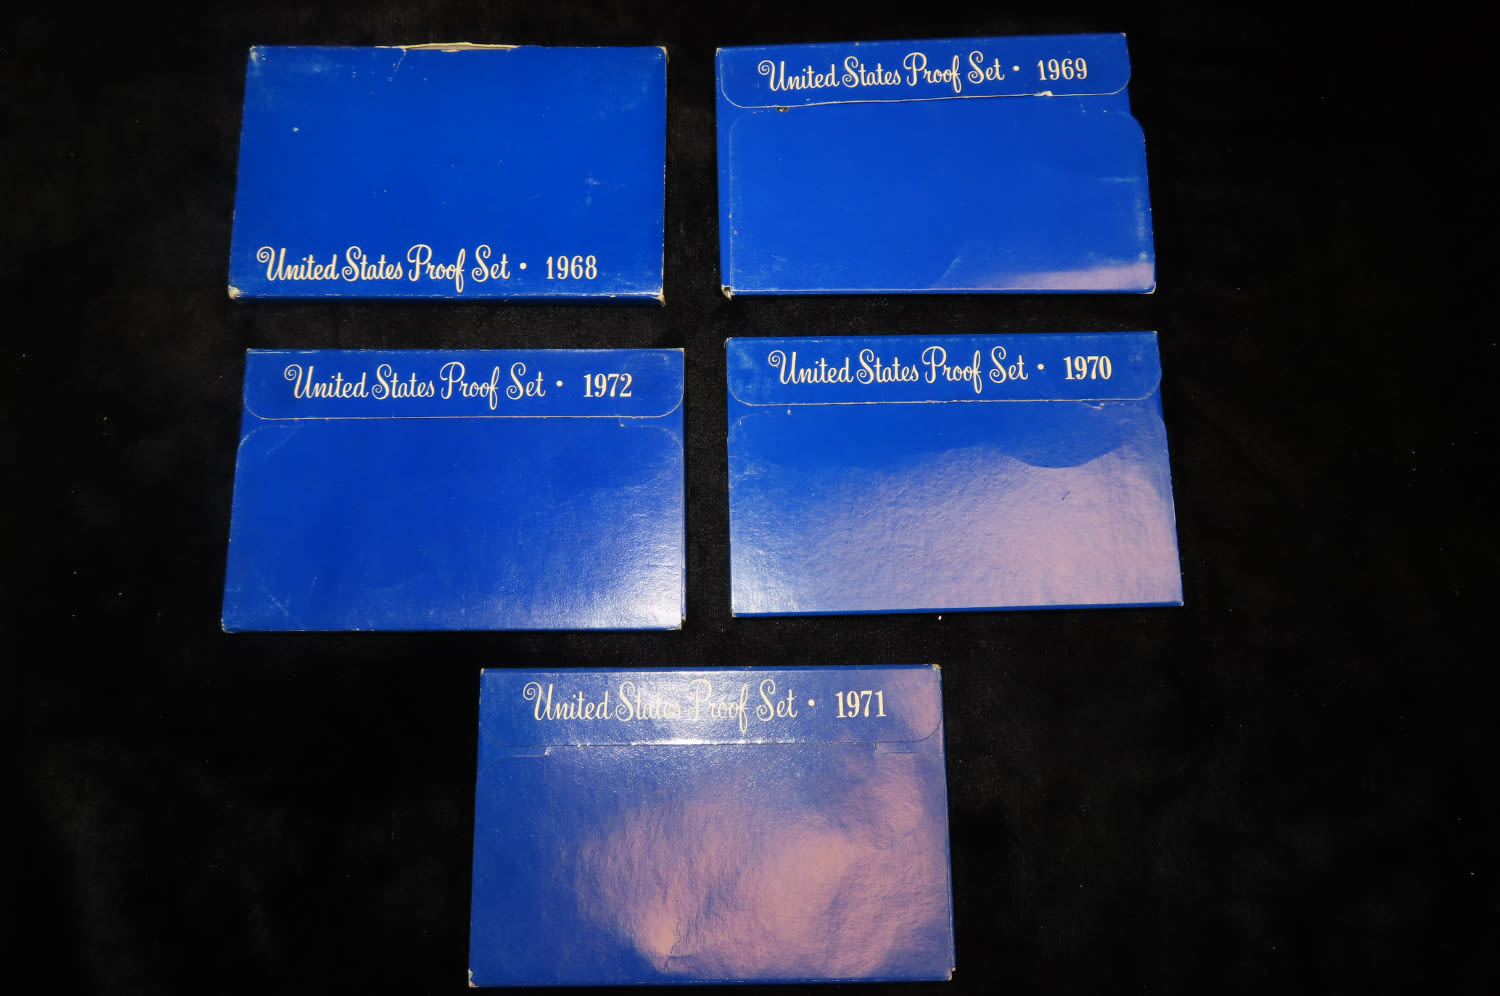 United States Proof Set • 1968
United States Proof Set • 1969
United States Proof Set • 1972
United States Proof Set • 1970
United States Proof Set • 1971